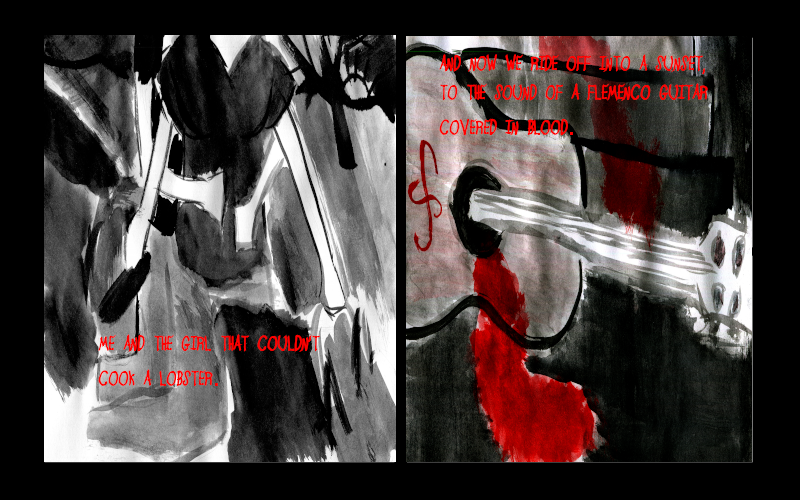 ME AND THE GIRL THAT COULDN'T
COOK A LOBSTER.
AND NOW WE RIDE OFF INTO A SUNSET,
TO THE SOUND OF A FLEMENCO GUITAR
COVERED IN BLOOD.